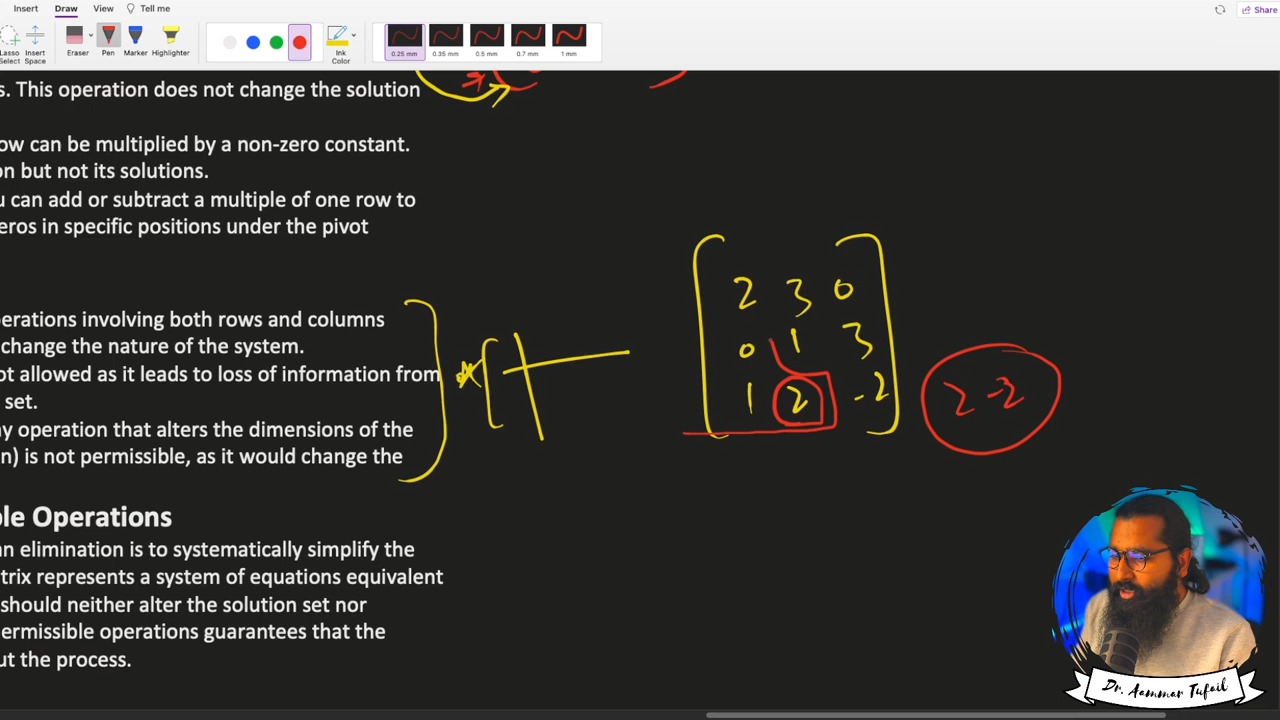 Insert Draw View Tell me
Share
Lasso Select
Insert Space
Eraser
Pen
Marker
Highlighter
Ink Color
0.25 mm
0.35 mm
0.5 mm
0.7 mm
1 mm
s. This operation does not change the solution
ow can be multiplied by a non-zero constant.
on but not its solutions.
u can add or subtract a multiple of one row to
eros in specific positions under the pivot
perations involving both rows and columns
change the nature of the system.
ot allowed as it leads to loss of information from
set.
ny operation that alters the dimensions of the
n) is not permissible, as it would change the
ble Operations
an elimination is to systematically simplify the
trix represents a system of equations equivalent
should neither alter the solution set nor
ermissible operations guarantees that the
ut the process.
2 3 0
0 1 3
1 2 -2
2 -2
Dr. Aammar Tufail